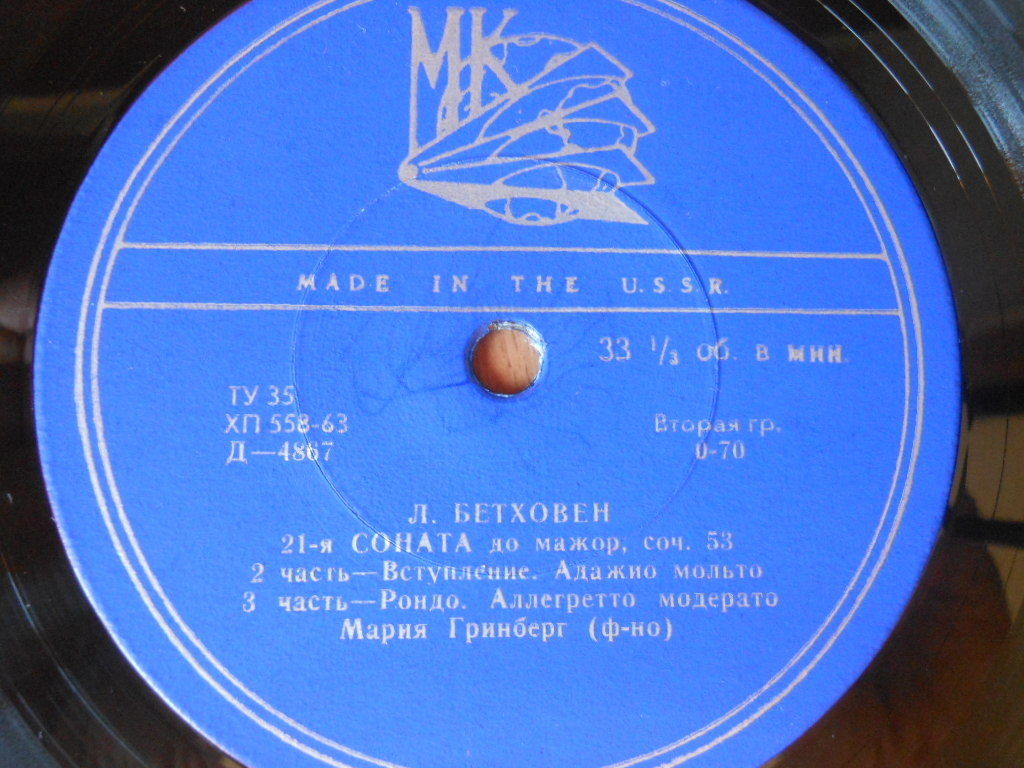 МК
MADE IN THE U.S.S.R.
33 1/3 об. в мин.
ТУ 35
ХП 558-63
Д—4867
Вторая гр.
0-70
Л. БЕТХОВЕН
21-я СОНАТА до мажор, соч. 53
2 часть—Вступление. Адажио мольто
3 часть—Рондо. Аллегретто модерато
Мария Гринберг (ф-но)